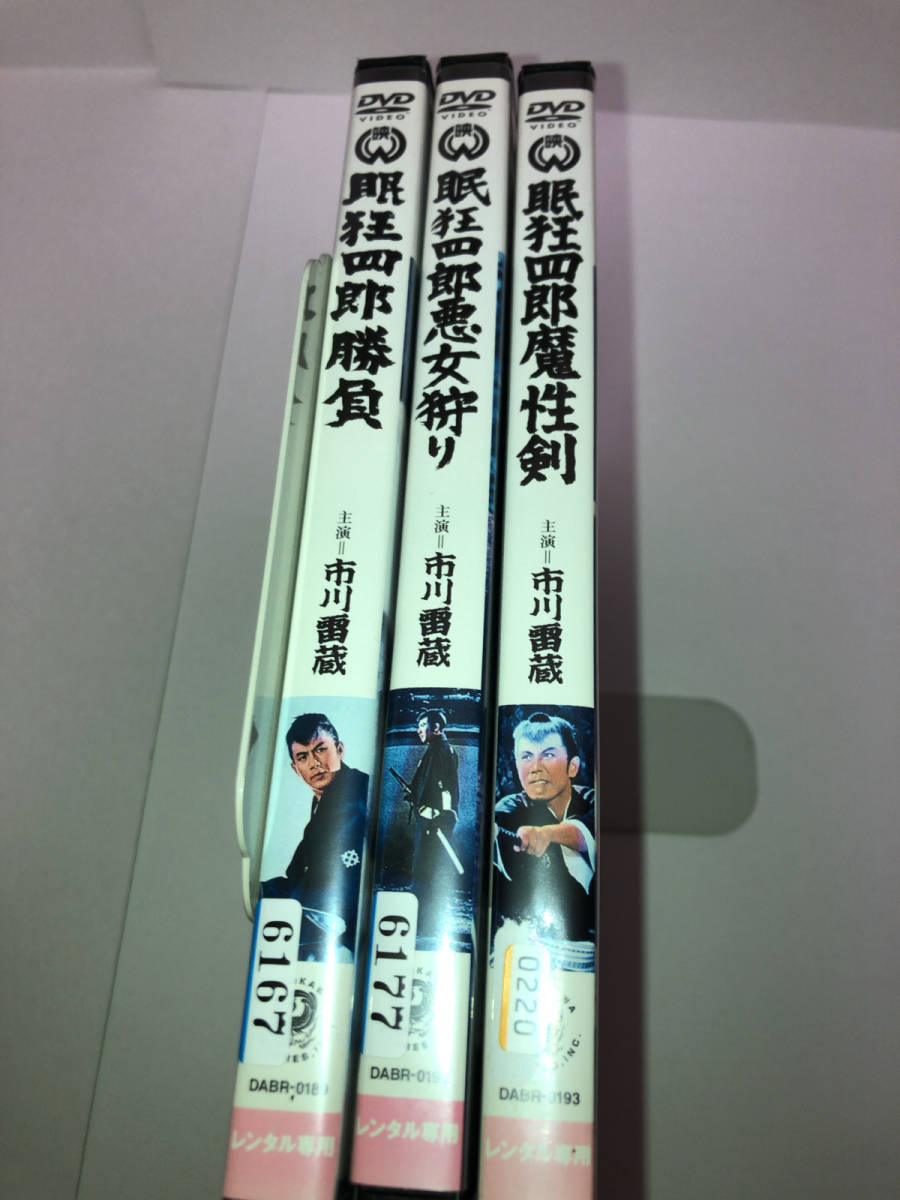 DVD
VIDEO
映
眠狂四郎勝負
主演=市川雷蔵
6167
DABR-0189
レンタル専用
DVD
VIDEO
映
眠狂四郎悪女狩り
主演=市川雷蔵
6177
レンタル専用
DVD
VIDEO
映
眠狂四郎魔性剣
主演=市川雷蔵
0220
DABR-0193
レンタル専用